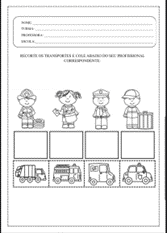 NOME:
TURMA:
PROFESSORA:
ESCOLA:
RECORTE OS TRANSPORTES E COLE ABAIXO DO SEU PROFISSIONAL
CORRESPONDENTE.